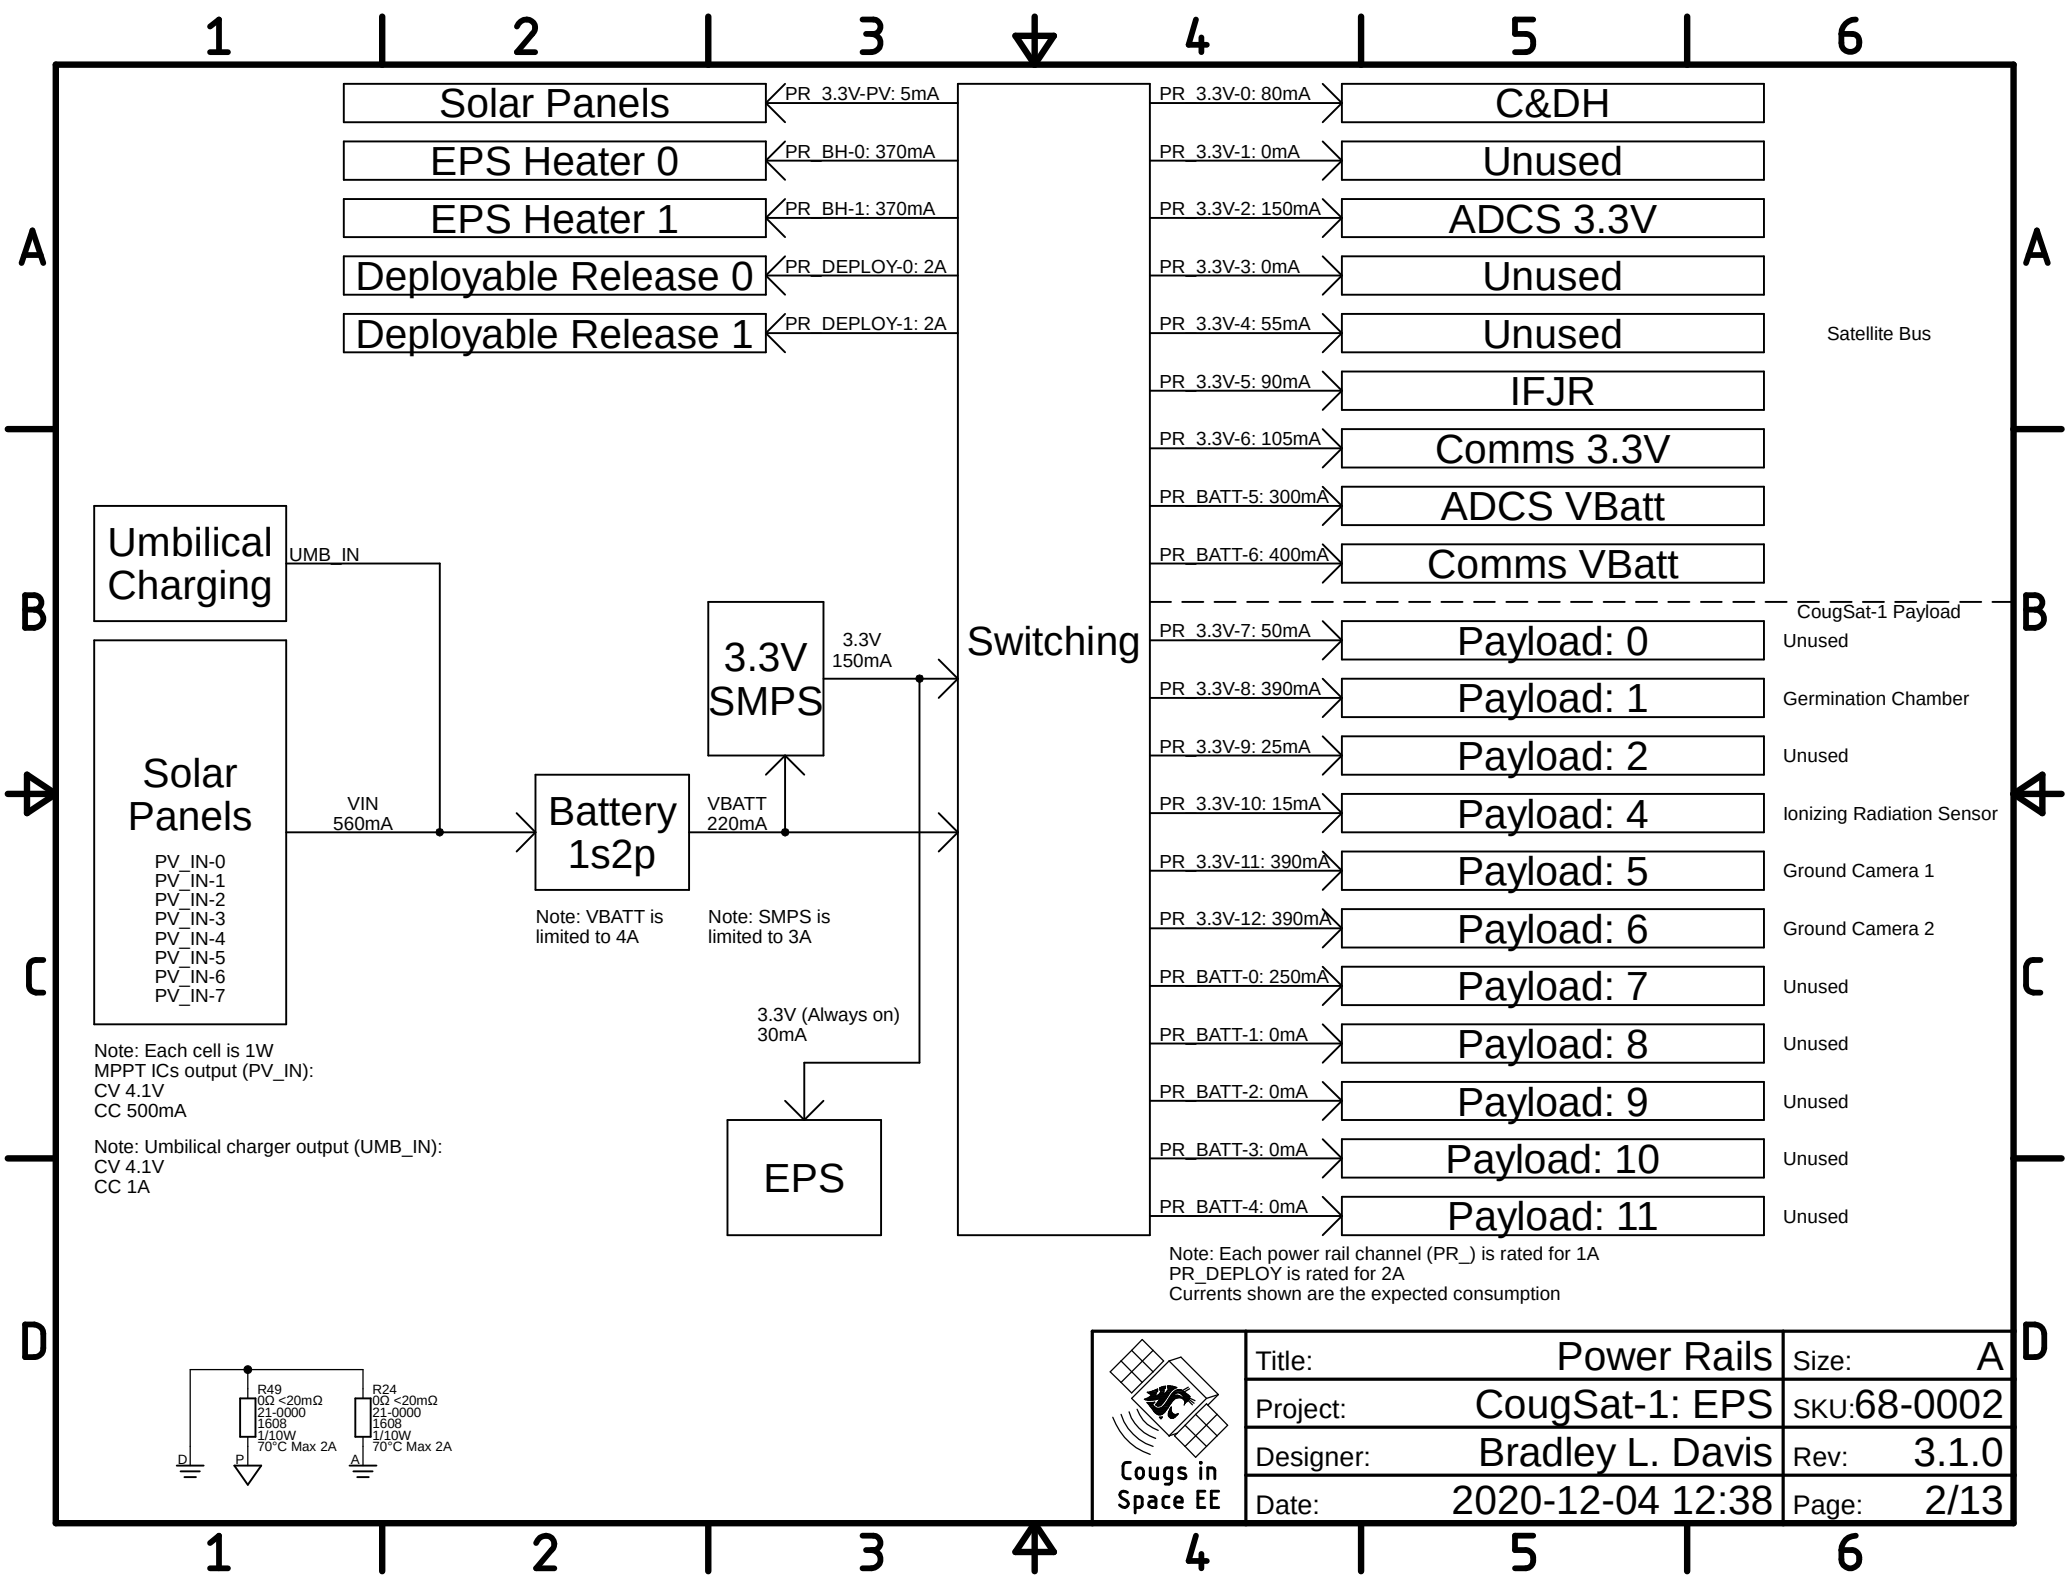 1 2 3 4 5 6
A
B
C
D
A
B
C
D
Solar Panels
PR_3.3V-PV: 5mA
EPS Heater 0
PR_BH-0: 370mA
EPS Heater 1
PR_BH-1: 370mA
Deployable Release 0
PR_DEPLOY-0: 2A
Deployable Release 1
PR_DEPLOY-1: 2A
Umbilical
Charging
UMB_IN
Solar
Panels
PV_IN-0
PV_IN-1
PV_IN-2
PV_IN-3
PV_IN-4
PV_IN-5
PV_IN-6
PV_IN-7
VIN
560mA
Note: Each cell is 1W
MPPT ICs output (PV_IN):
CV 4.1V
CC 500mA
Note: Umbilical charger output (UMB_IN):
CV 4.1V
CC 1A
Battery
1s2p
Note: VBATT is
limited to 4A
VBATT
220mA
3.3V
SMPS
3.3V
150mA
Note: SMPS is
limited to 3A
3.3V (Always on)
30mA
EPS
Switching
PR_3.3V-0: 80mA
C&DH
PR_3.3V-1: 0mA
Unused
PR_3.3V-2: 150mA
ADCS 3.3V
PR_3.3V-3: 0mA
Unused
PR_3.3V-4: 55mA
Unused
Satellite Bus
PR_3.3V-5: 90mA
IFJR
PR_3.3V-6: 105mA
Comms 3.3V
PR_BATT-5: 300mA
ADCS VBatt
PR_BATT-6: 400mA
Comms VBatt
CougSat-1 Payload
PR_3.3V-7: 50mA
Payload: 0
Unused
PR_3.3V-8: 390mA
Payload: 1
Germination Chamber
PR_3.3V-9: 25mA
Payload: 2
Unused
PR_3.3V-10: 15mA
Payload: 4
Ionizing Radiation Sensor
PR_3.3V-11: 390mA
Payload: 5
Ground Camera 1
PR_3.3V-12: 390mA
Payload: 6
Ground Camera 2
PR_BATT-0: 250mA
Payload: 7
Unused
PR_BATT-1: 0mA
Payload: 8
Unused
PR_BATT-2: 0mA
Payload: 9
Unused
PR_BATT-3: 0mA
Payload: 10
Unused
PR_BATT-4: 0mA
Payload: 11
Unused
Note: Each power rail channel (PR_) is rated for 1A
PR_DEPLOY is rated for 2A
Currents shown are the expected consumption
R49
0Ω <20mΩ
21-0000
1608
1/10W
70°C Max 2A
R24
0Ω <20mΩ
21-0000
1608
1/10W
70°C Max 2A
D
P
A
Cougs in
Space EE
Title: Power Rails
Size: A
Project: CougSat-1: EPS
SKU:68-0002
Designer: Bradley L. Davis
Rev: 3.1.0
Date: 2020-12-04 12:38
Page: 2/13
1 2 3 4 5 6